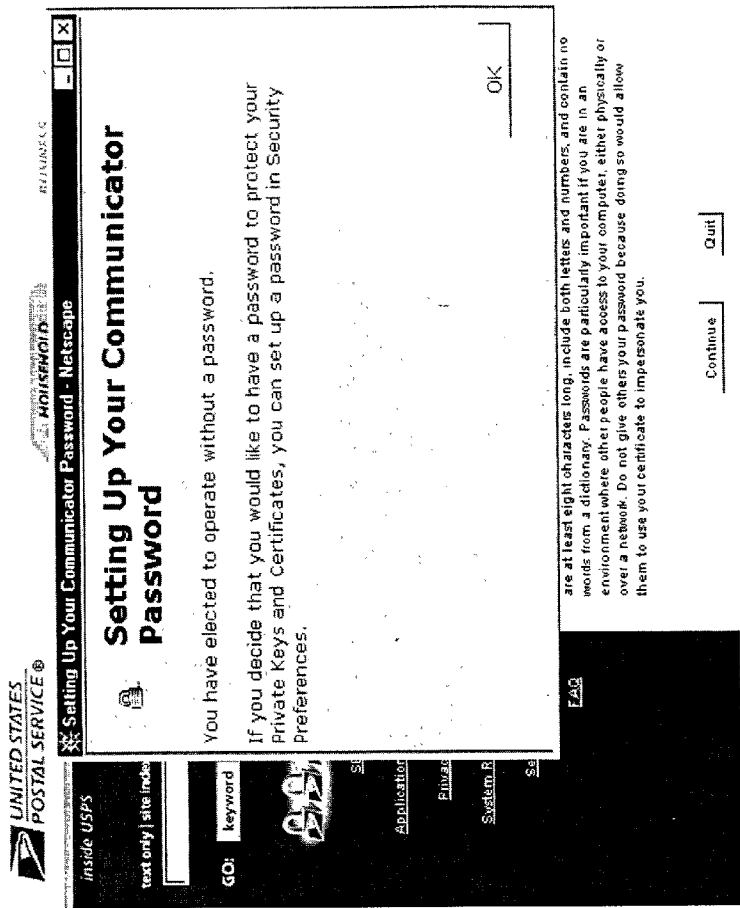 UNITED STATES
POSTAL SERVICE®
HOUSEHOLD
BUSINESS
Setting Up Your Communicator Password - Netscape
Inside USPS
text only | site index
GO:
keyword
Setting Up Your Communicator
Password
You have elected to operate without a password.
If you decide that you would like to have a password to protect your
Private Keys and Certificates, you can set up a password in Security
Preferences.
OK
Application
Privac
System R
Se
FAQ
are at least eight characters long, include both letters and numbers, and contain no
words from a dictionary. Passwords are particularly important if you are in an
environment where other people have access to your computer, either physically or
over a network. Do not give others your password because doing so would allow
them to use your certificate to impersonate you.
Continue
Quit